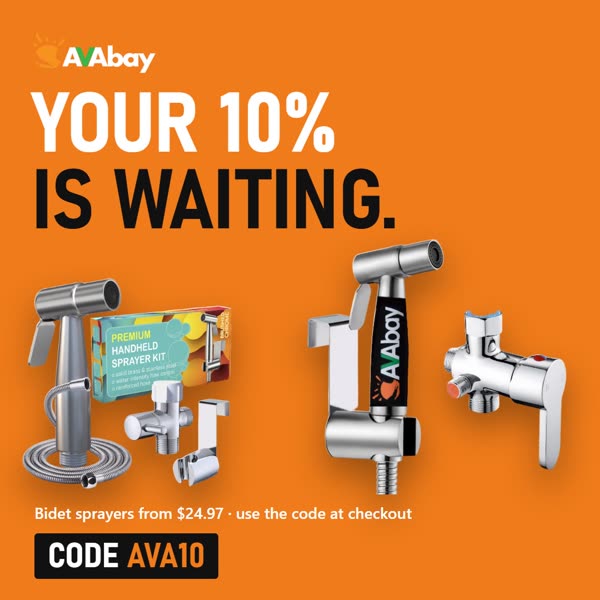 AVAbay
YOUR 10%
IS WAITING.
PREMIUM
HANDHELD
SPRAYER KIT
AVAbay
Bidet sprayers from $24.97 · use the code at checkout
CODE AVA10